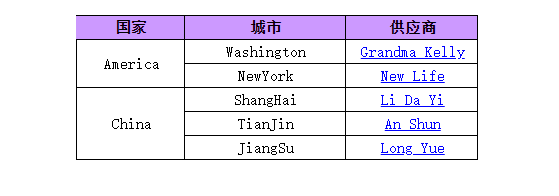 国家 城市 供应商
America Washington Grandma Kelly
NewYork New Life
China ShangHai Li Da Yi
TianJin An Shun
JiangSu Long Yue